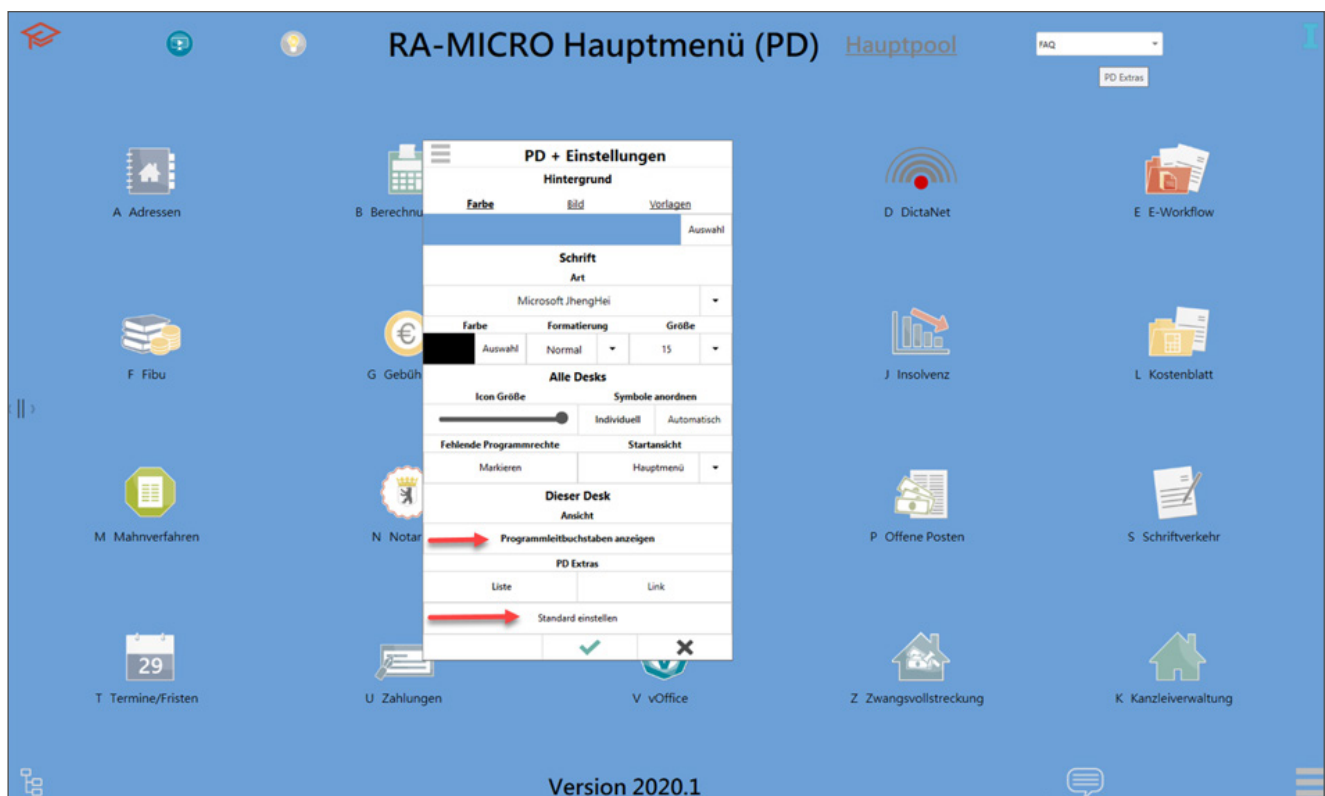 RA-MICRO Hauptmenü (PD) Hauptpool FAQ
PD Extras
PD + Einstellungen
Hintergrund
Farbe Bild Vorlagen
Auswahl
Schrift
Art
Microsoft JhengHei
Farbe Formatierung Größe
Auswahl Normal 15
Alle Desks
Icon Größe Symbole anordnen
Individuell Automatisch
Fehlende Programmrechte Startansicht
Markieren Hauptmenü
Dieser Desk
Ansicht
Programmleitbuchstaben anzeigen
PD Extras
Liste Link
Standard einstellen
A Adressen B Berechnu D DictaNet E E-Workflow
F Fibu G Gebüh J Insolvenz L Kostenblatt
M Mahnverfahren N Notar P Offene Posten S Schriftverkehr
29
T Termine/Fristen U Zahlungen V vOffice Z Zwangsvollstreckung K Kanzleiverwaltung
Version 2020.1